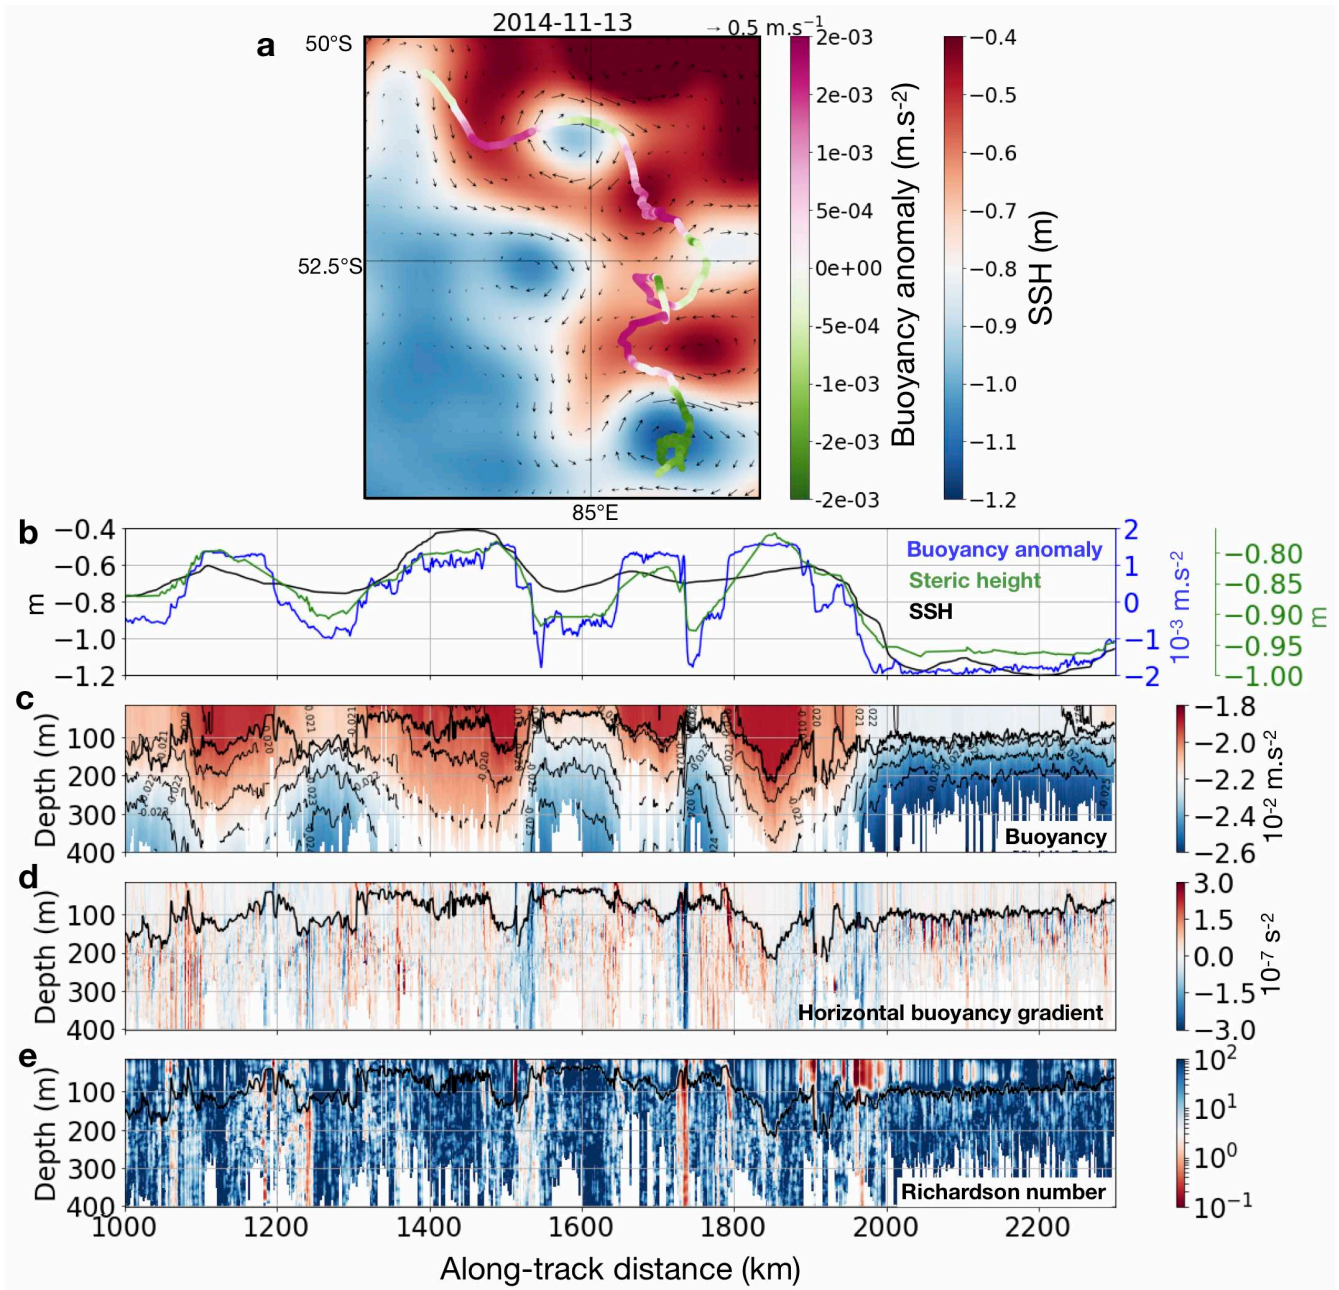 a
2014-11-13
→ 0.5 m.s⁻¹
50°S
52.5°S
85°E
2e-03
2e-03
1e-03
5e-04
0e+00
-5e-04
-1e-03
-2e-03
-2e-03
Buoyancy anomaly (m.s⁻²)
−0.4
−0.5
−0.6
−0.7
−0.8
−0.9
−1.0
−1.1
−1.2
SSH (m)
b
−0.4
−0.6
−0.8
−1.0
−1.2
m
Buoyancy anomaly
Steric height
SSH
2
1
0
−1
−2
10⁻³ m.s⁻²
−0.80
−0.85
−0.90
−0.95
−1.00
m
c
100
200
300
400
Depth (m)
Buoyancy
−1.8
−2.0
−2.2
−2.4
−2.6
10⁻² m.s⁻²
d
100
200
300
400
Depth (m)
Horizontal buoyancy gradient
3.0
1.5
0.0
−1.5
−3.0
10⁻⁷ s⁻²
e
100
200
300
400
Depth (m)
Richardson number
10²
10¹
10⁰
10⁻¹
1000
1200
1400
1600
1800
2000
2200
Along-track distance (km)